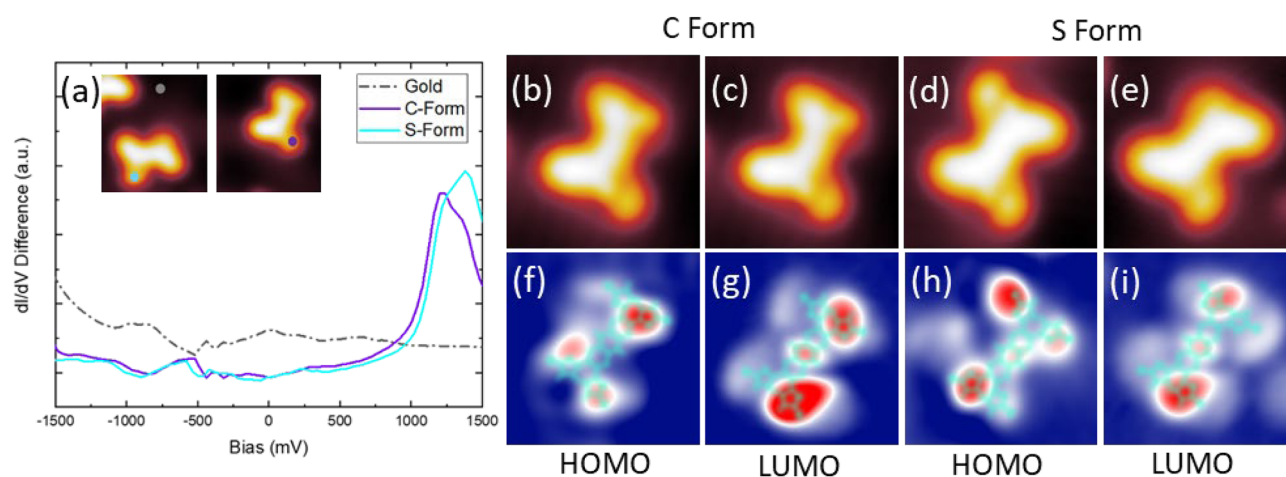 C Form
S Form
(a)
Gold
C-Form
S-Form
dI/dV Difference (a.u.)
-1500 -1000 -500 0 500 1000 1500
Bias (mV)
(b)
(c)
(d)
(e)
(f)
(g)
(h)
(i)
HOMO
LUMO
HOMO
LUMO